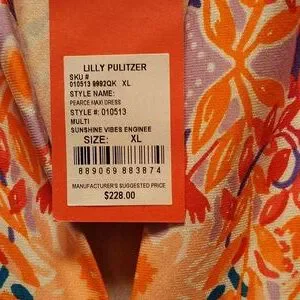 LILLY PULITZER
SKU #
010513 9992QK XL
STYLE NAME:
PEARCE MAXI DRESS
STYLE #: 010513
MULTI
SUNSHINE VIBES ENGINEE
SIZE: XL
889069 883874
MANUFACTURER'S SUGGESTED PRICE
$228.00